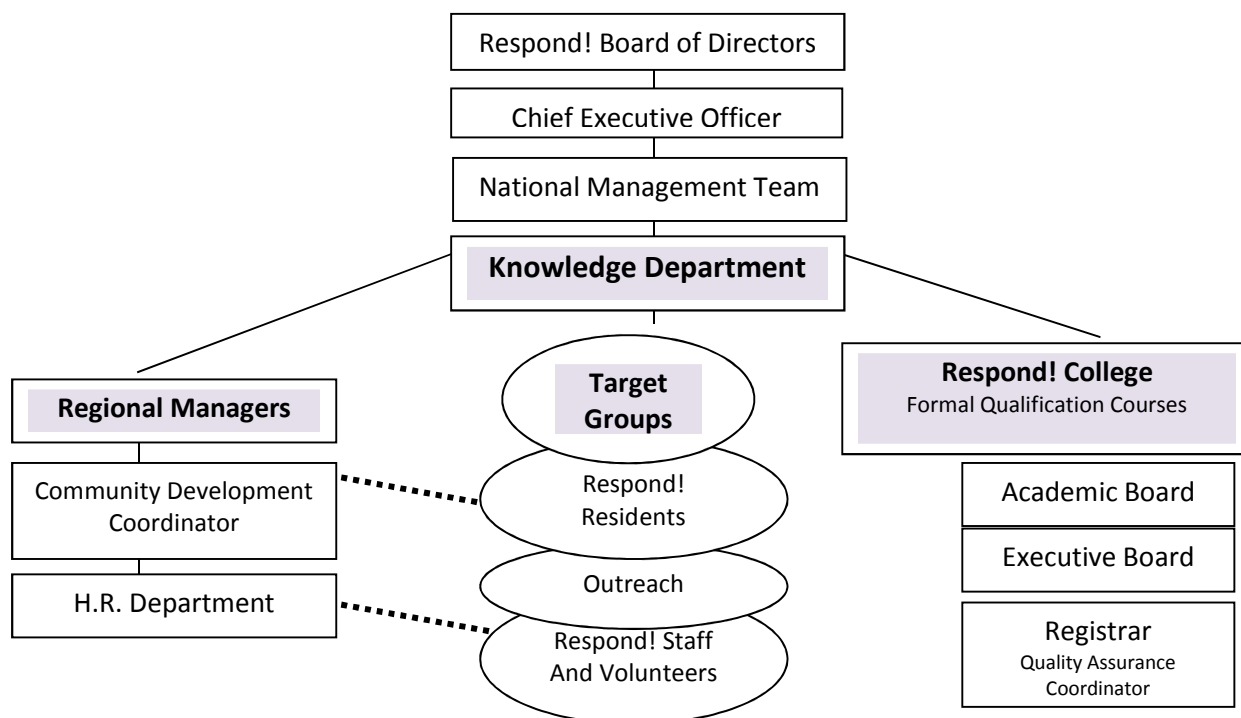 Respond! Board of Directors
Chief Executive Officer
National Management Team
Knowledge Department
Regional Managers
Community Development
Coordinator
H.R. Department
Target
Groups
Respond!
Residents
Outreach
Respond! Staff
And Volunteers
Respond! College
Formal Qualification Courses
Academic Board
Executive Board
Registrar
Quality Assurance
Coordinator